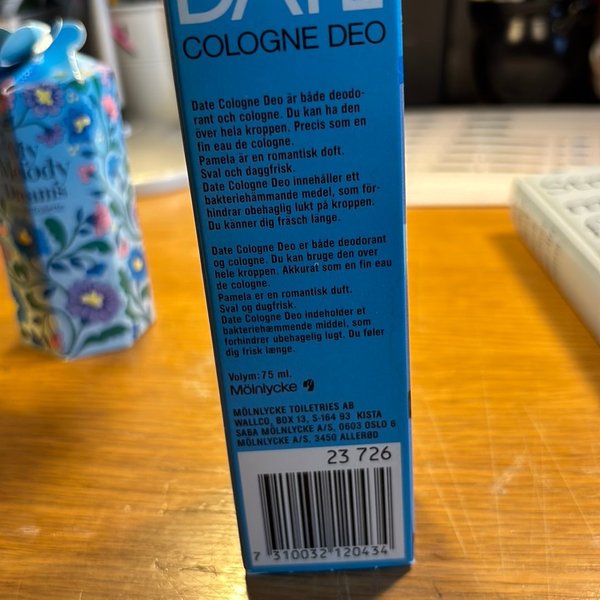 DATE
COLOGNE DEO
Date Cologne Deo är både deodo-
rant och cologne. Du kan ha den
över hela kroppen. Precis som en
fin eau de cologne.
Pamela är en romantisk doft.
Sval och daggfrisk.
Date Cologne Deo innehåller ett
bakteriehämmande medel, som för-
hindrar obehaglig lukt på kroppen.
Du känner dig fräsch länge.
Date Cologne Deo er både deodorant
og cologne. Du kan bruge den over
hele kroppen. Akkurat som en fin eau
de cologne.
Pamela er en romantisk duft.
Sval og dugfrisk.
Date Cologne Deo indeholder et
bakteriehæmmende middel, som
forhindrer ubehagelig lugt. Du føler
dig frisk længe.
Volym: 75 ml.
Mölnlycke
MÖLNLYCKE TOILETRIES AB
WALLCO, BOX 13, S-164 93 KISTA
SABA MÖLNLYCKE A/S, 0603 OSLO 6
MÖLNLYCKE A/S, 3450 ALLERØD
23 726
7 310032 120434